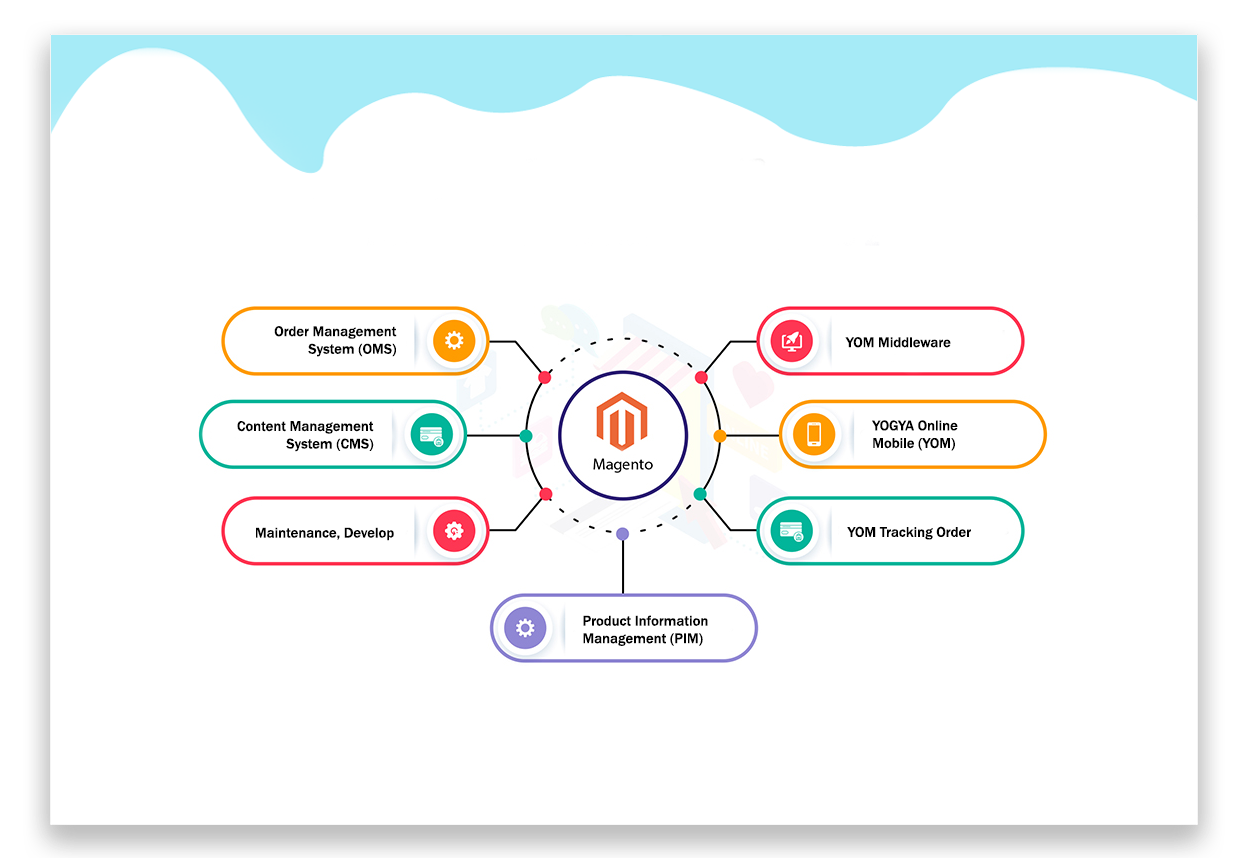 Order Management
System (OMS)
YOM Middleware
Content Management
System (CMS)
Magento
YOGYA Online
Mobile (YOM)
Maintenance, Develop
YOM Tracking Order
Product Information
Management (PIM)